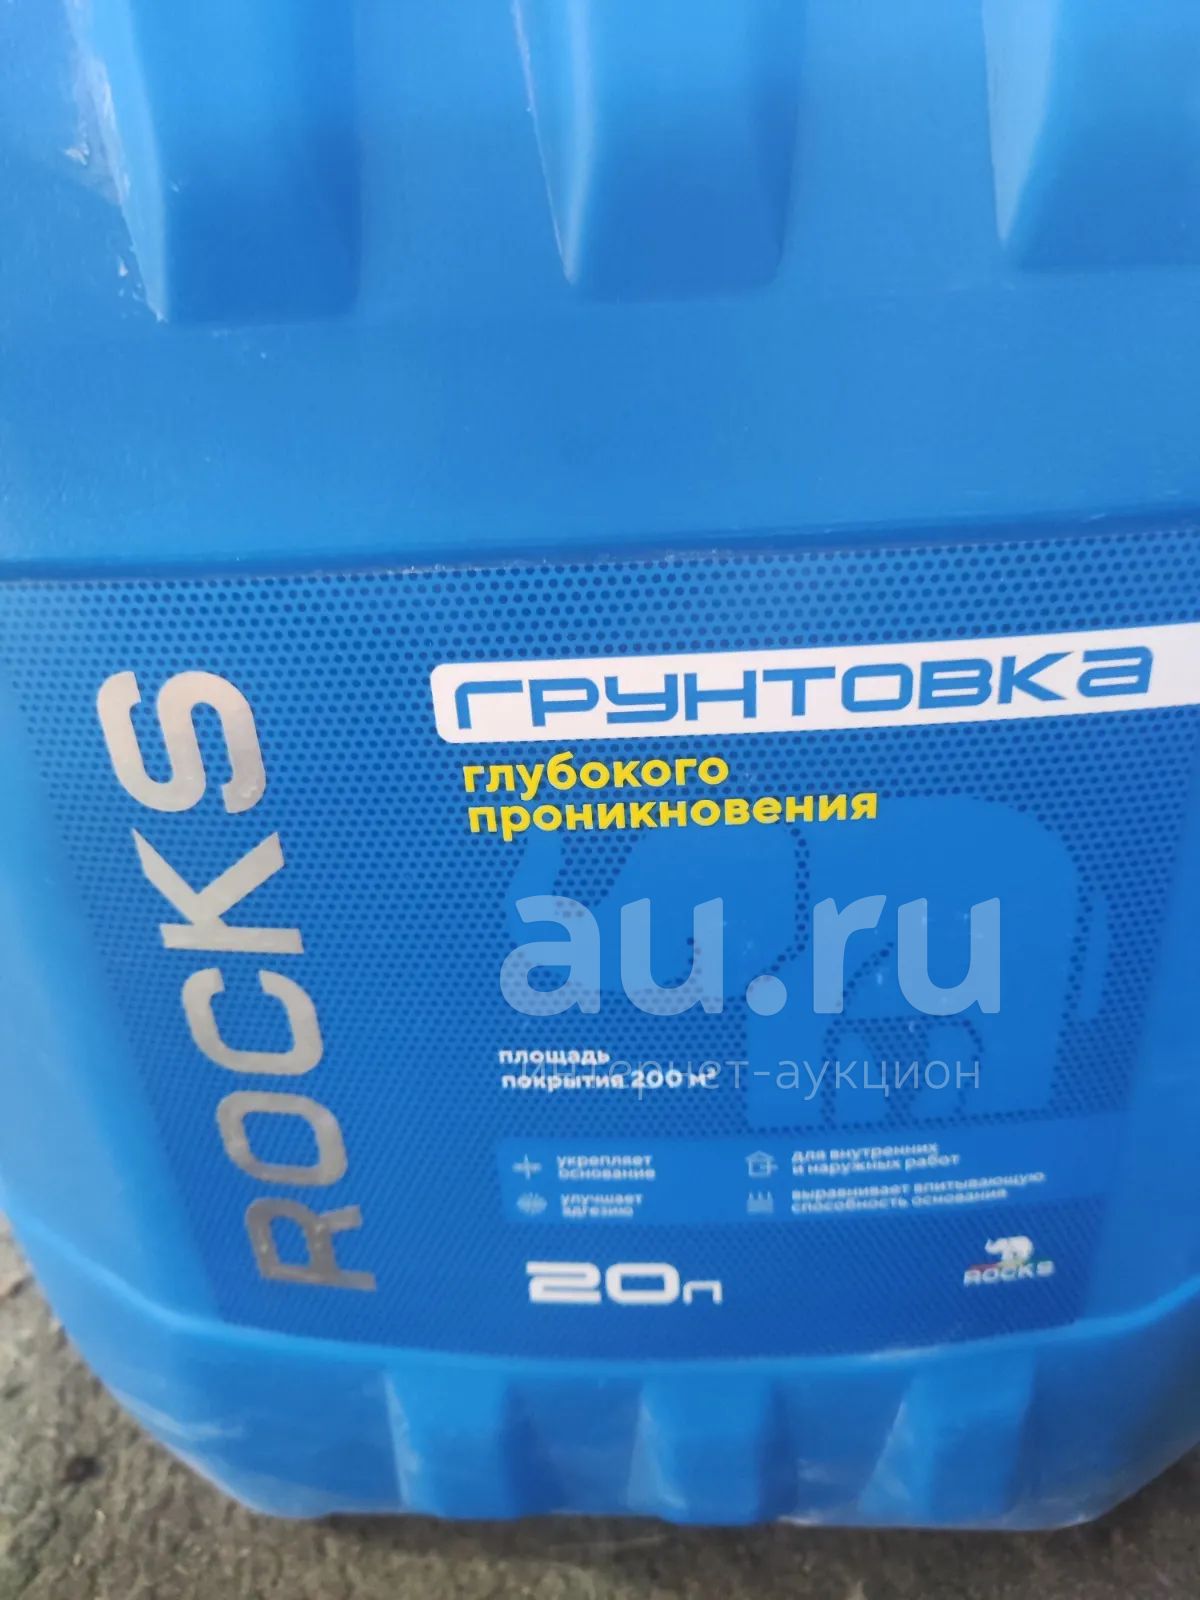 ROCKS
ГРУНТОВКА
глубокого
проникновения
au.ru
интернет-аукцион
площадь
покрытия 200 м²
укрепляет
основание
улучшает
адгезию
для внутренних
и наружных работ
выравнивает впитывающую
способность основания
20л
ROCKS